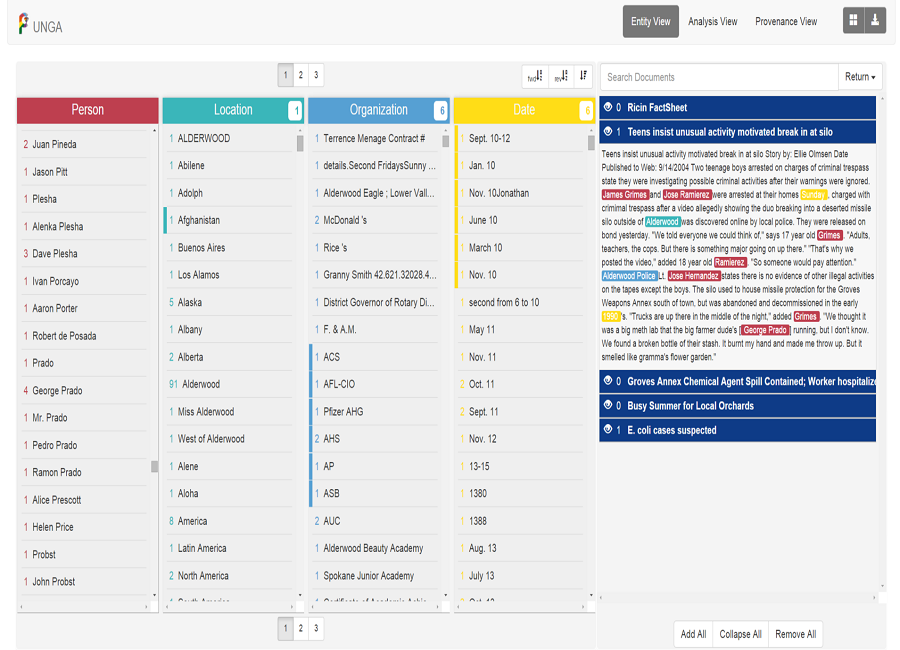 UNGA
Entity View Analysis View Provenance View
1 2 3
Search Documents Return
Person
2 Juan Pineda
1 Jason Pitt
1 Plesha
1 Alenka Plesha
3 Dave Plesha
1 Ivan Porcayo
1 Aaron Porter
1 Robert de Posada
1 Prado
4 George Prado
1 Mr. Prado
1 Pedro Prado
1 Ramon Prado
1 Alice Prescott
1 Helen Price
1 Probst
1 John Probst
Location 1
1 ALDERWOOD
1 Abilene
1 Adolph
1 Afghanistan
1 Buenos Aires
1 Los Alamos
5 Alaska
1 Albany
2 Alberta
91 Alderwood
1 Miss Alderwood
1 West of Alderwood
1 Alene
1 Aloha
8 America
1 Latin America
2 North America
1 South America
Organization 6
1 Terrence Menage Contract #
1 details.Second FridaysSunny ...
1 Alderwood Eagle ; Lower Vall...
2 McDonald 's
1 Rice 's
1 Granny Smith 42.621.32028.4...
1 District Governor of Rotary Di...
1 F. & A.M.
1 ACS
1 AFL-CIO
1 Pfizer AHG
2 AHS
1 AP
1 ASB
2 AUC
1 Alderwood Beauty Academy
1 Spokane Junior Academy
Date 6
1 Sept. 10-12
1 Jan. 10
1 Nov. 10Jonathan
1 June 10
1 March 10
1 Nov. 10
1 second from 6 to 10
1 May 11
1 Nov. 11
2 Oct. 11
2 Sept. 11
1 Nov. 12
1 13-15
1 1380
1 1388
1 Aug. 13
1 July 13
0 Ricin FactSheet
1 Teens insist unusual activity motivated break in at silo
Teens insist unusual activity motivated break in at silo Story by: Ellie Olmsen Date
Published to Web: 9/14/2004 Two teenage boys arrested on charges of criminal trespass
state they were investigating possible criminal activities after their warnings were ignored.
James Grimes and Jose Ramierez were arrested at their homes Sunday , charged with
crimimal trespass after a video allegedly showing the duo breaking into a deserted missile
silo outside of Alderwood was discovered online by local police. They were released on
bond yesterday. "We told everyone we could think of," says 17 year old Grimes . "Adults,
teachers, the cops. But there is something major going on up there." "That's why we
posted the video," added 18 year old Ramierez . "So someone would pay attention."
Alderwood Police Lt. Jose Hernandez states there is no evidence of other illegal activities
on the tapes except the boys. The silo used to house missile protection for the Groves
Weapons Annex south of town, but was abandoned and decommissioned in the early
1990 's. "Trucks are up there in the middle of the night," added Grimes . "We thought it
was a big meth lab that the big farmer dude's [ George Prado ] running, but I don't know.
We found a broken bottle of their stash. It burnt my hand and made me throw up. But it
smelled like gramma's flower garden."
0 Groves Annex Chemical Agent Spill Contained; Worker hospitalize
0 Busy Summer for Local Orchards
1 E. coli cases suspected
1 2 3
Add All Collapse All Remove All